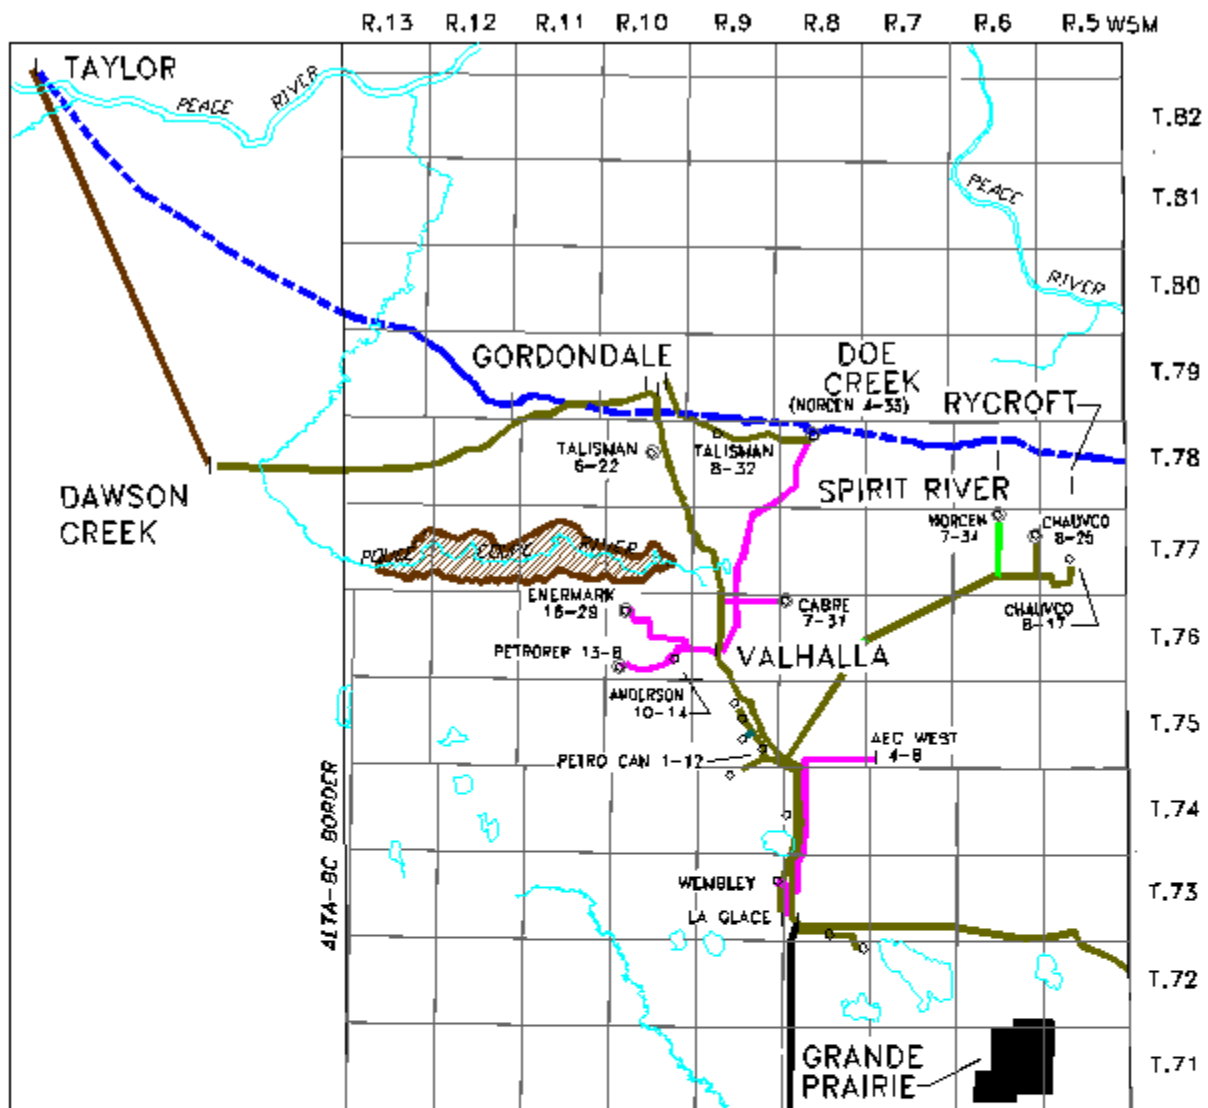 R.13 R.12 R.11 R.10 R.9 R.8 R.7 R.6 R.5 W5M
TAYLOR
PEACE RIVER
T.82
PEACE
T.81
RIVER
T.80
GORDONDALE
DOE
CREEK
(NORCEN 4-33)
T.79
RYCROFT
TALISMAN
6-22
TALISMAN
8-32
T.78
DAWSON
CREEK
SPIRIT RIVER
NORCEN
7-34
CHAUVCO
8-25
POUCE COUPE RIVER
T.77
ENERMARK
16-29
CABRE
7-31
CHAUVCO
6-17
T.76
PETROREP 13-8
VALHALLA
ANDERSON
10-14
T.75
AEC WEST
4-8
PETRO CAN 1-12
ALTA-BC BORDER
T.74
WEMBLEY
T.73
LA GLACE
T.72
GRANDE
PRAIRIE
T.71